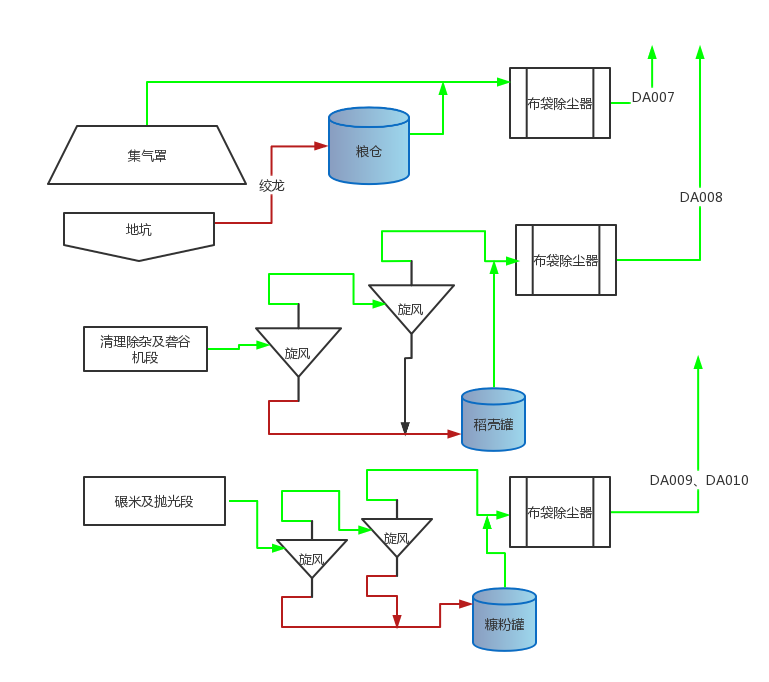 布袋除尘器
DA007
集气罩
粮仓
绞龙
DA008
地坑
布袋除尘器
旋风
清理除杂及砻谷
机段
旋风
稻壳罐
DA009、DA010
碾米及抛光段
布袋除尘器
旋风
旋风
糠粉罐